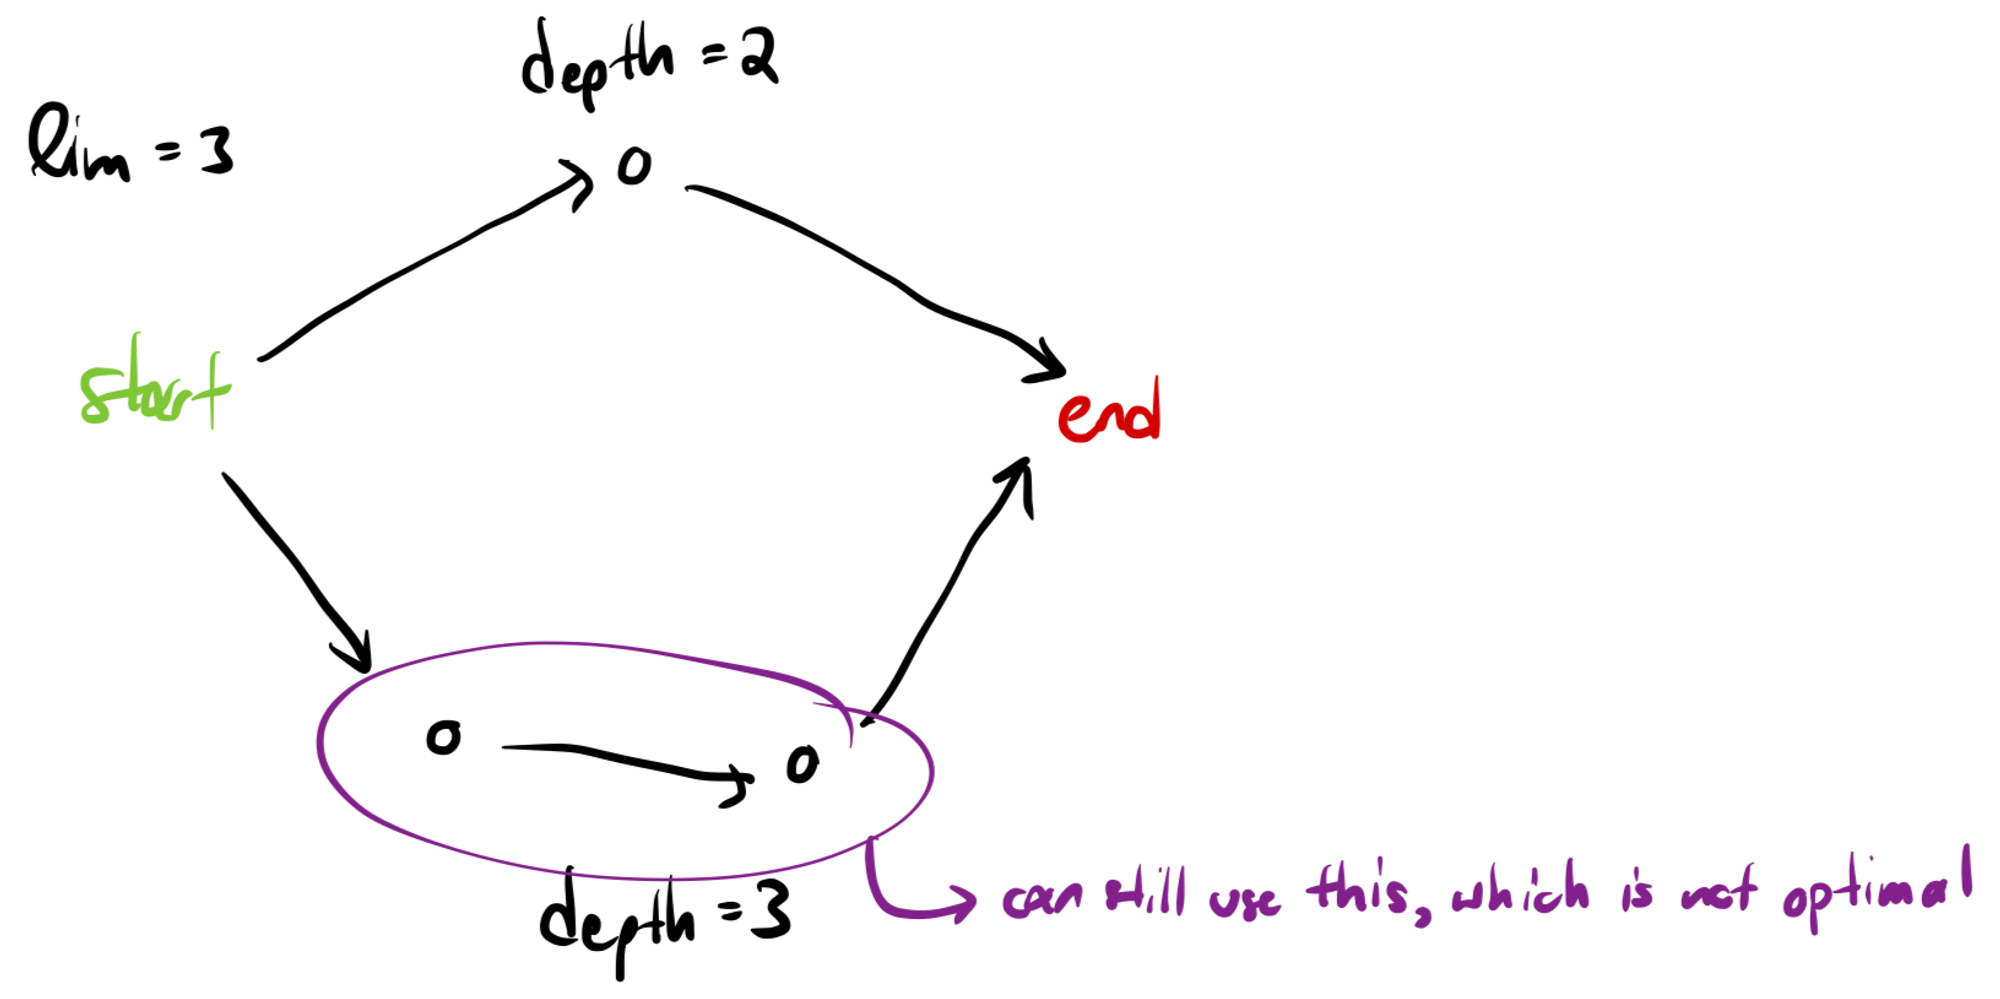 depth = 2
lim = 3
O
start
end
O
O
depth = 3
can still use this, which is not optimal